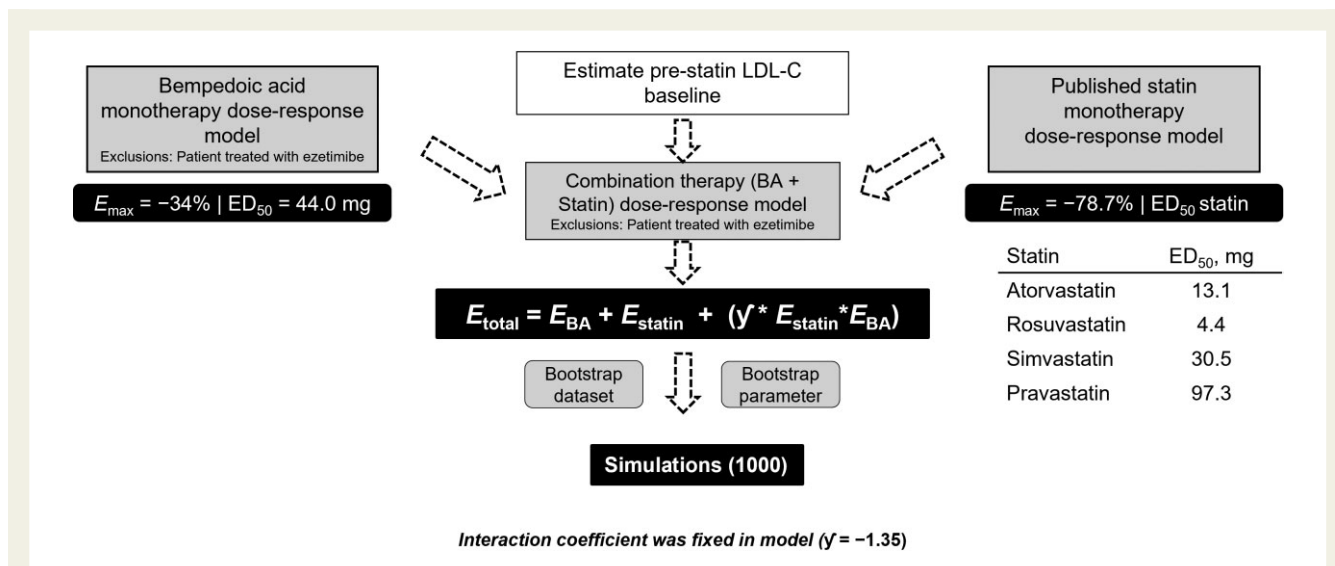 Bempedoic acid
monotherapy dose-response
model
Exclusions: Patient treated with ezetimibe
Emax = −34% | ED50 = 44.0 mg
Estimate pre-statin LDL-C
baseline
Combination therapy (BA +
Statin) dose-response model
Exclusions: Patient treated with ezetimibe
Published statin
monotherapy
dose-response model
Emax = −78.7% | ED50 statin
Statin ED50, mg
Atorvastatin 13.1
Rosuvastatin 4.4
Simvastatin 30.5
Pravastatin 97.3
Etotal = EBA + Estatin + (ƴ * Estatin*EBA)
Bootstrap
dataset
Bootstrap
parameter
Simulations (1000)
Interaction coefficient was fixed in model (ƴ = −1.35)